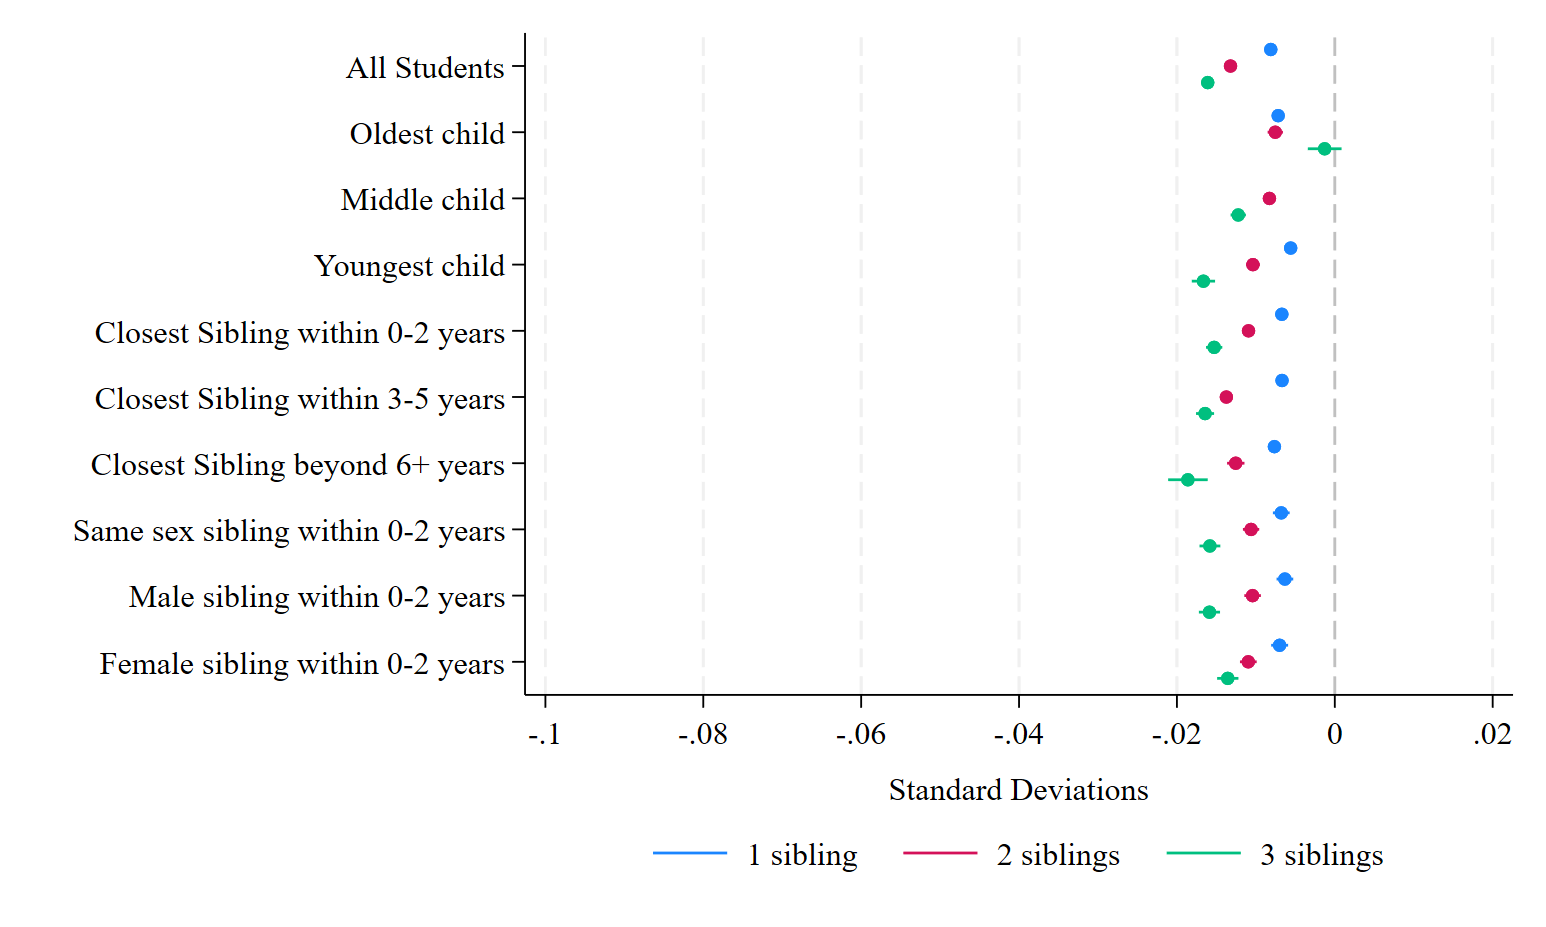 All Students
Oldest child
Middle child
Youngest child
Closest Sibling within 0-2 years
Closest Sibling within 3-5 years
Closest Sibling beyond 6+ years
Same sex sibling within 0-2 years
Male sibling within 0-2 years
Female sibling within 0-2 years
-.1 -.08 -.06 -.04 -.02 0 .02
Standard Deviations
1 sibling 2 siblings 3 siblings